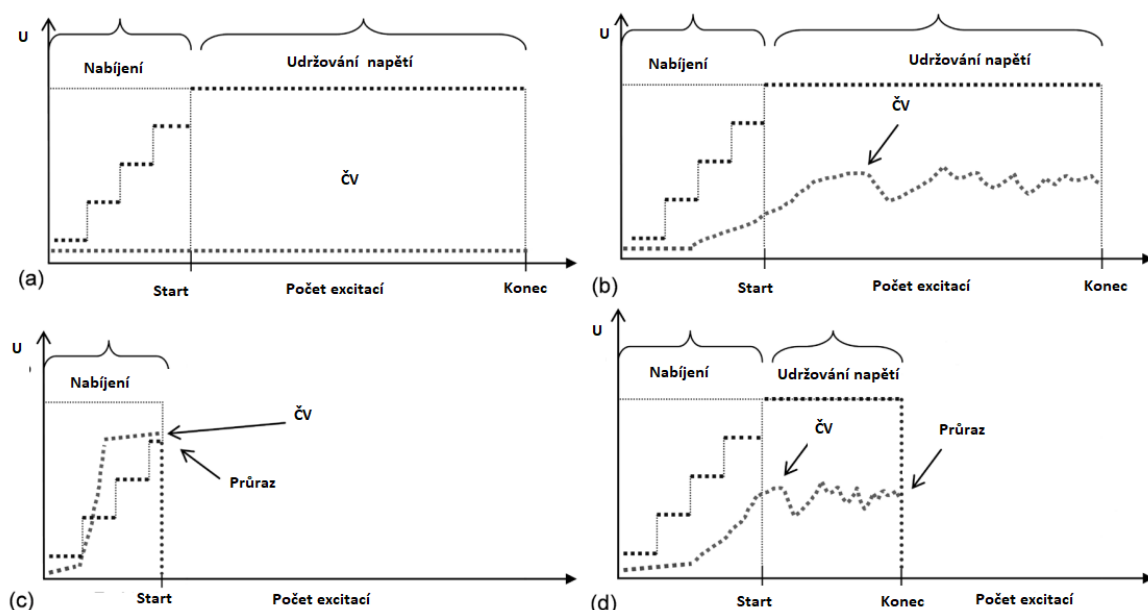 U
Nabíjení
Udržování napětí
ČV
(a)
Start
Počet excitací
Konec
U
Nabíjení
Udržování napětí
ČV
(b)
Start
Počet excitací
Konec
U
Nabíjení
ČV
Průraz
(c)
Start
Počet excitací
U
Nabíjení
Udržování napětí
ČV
Průraz
(d)
Start
Konec
Počet excitací